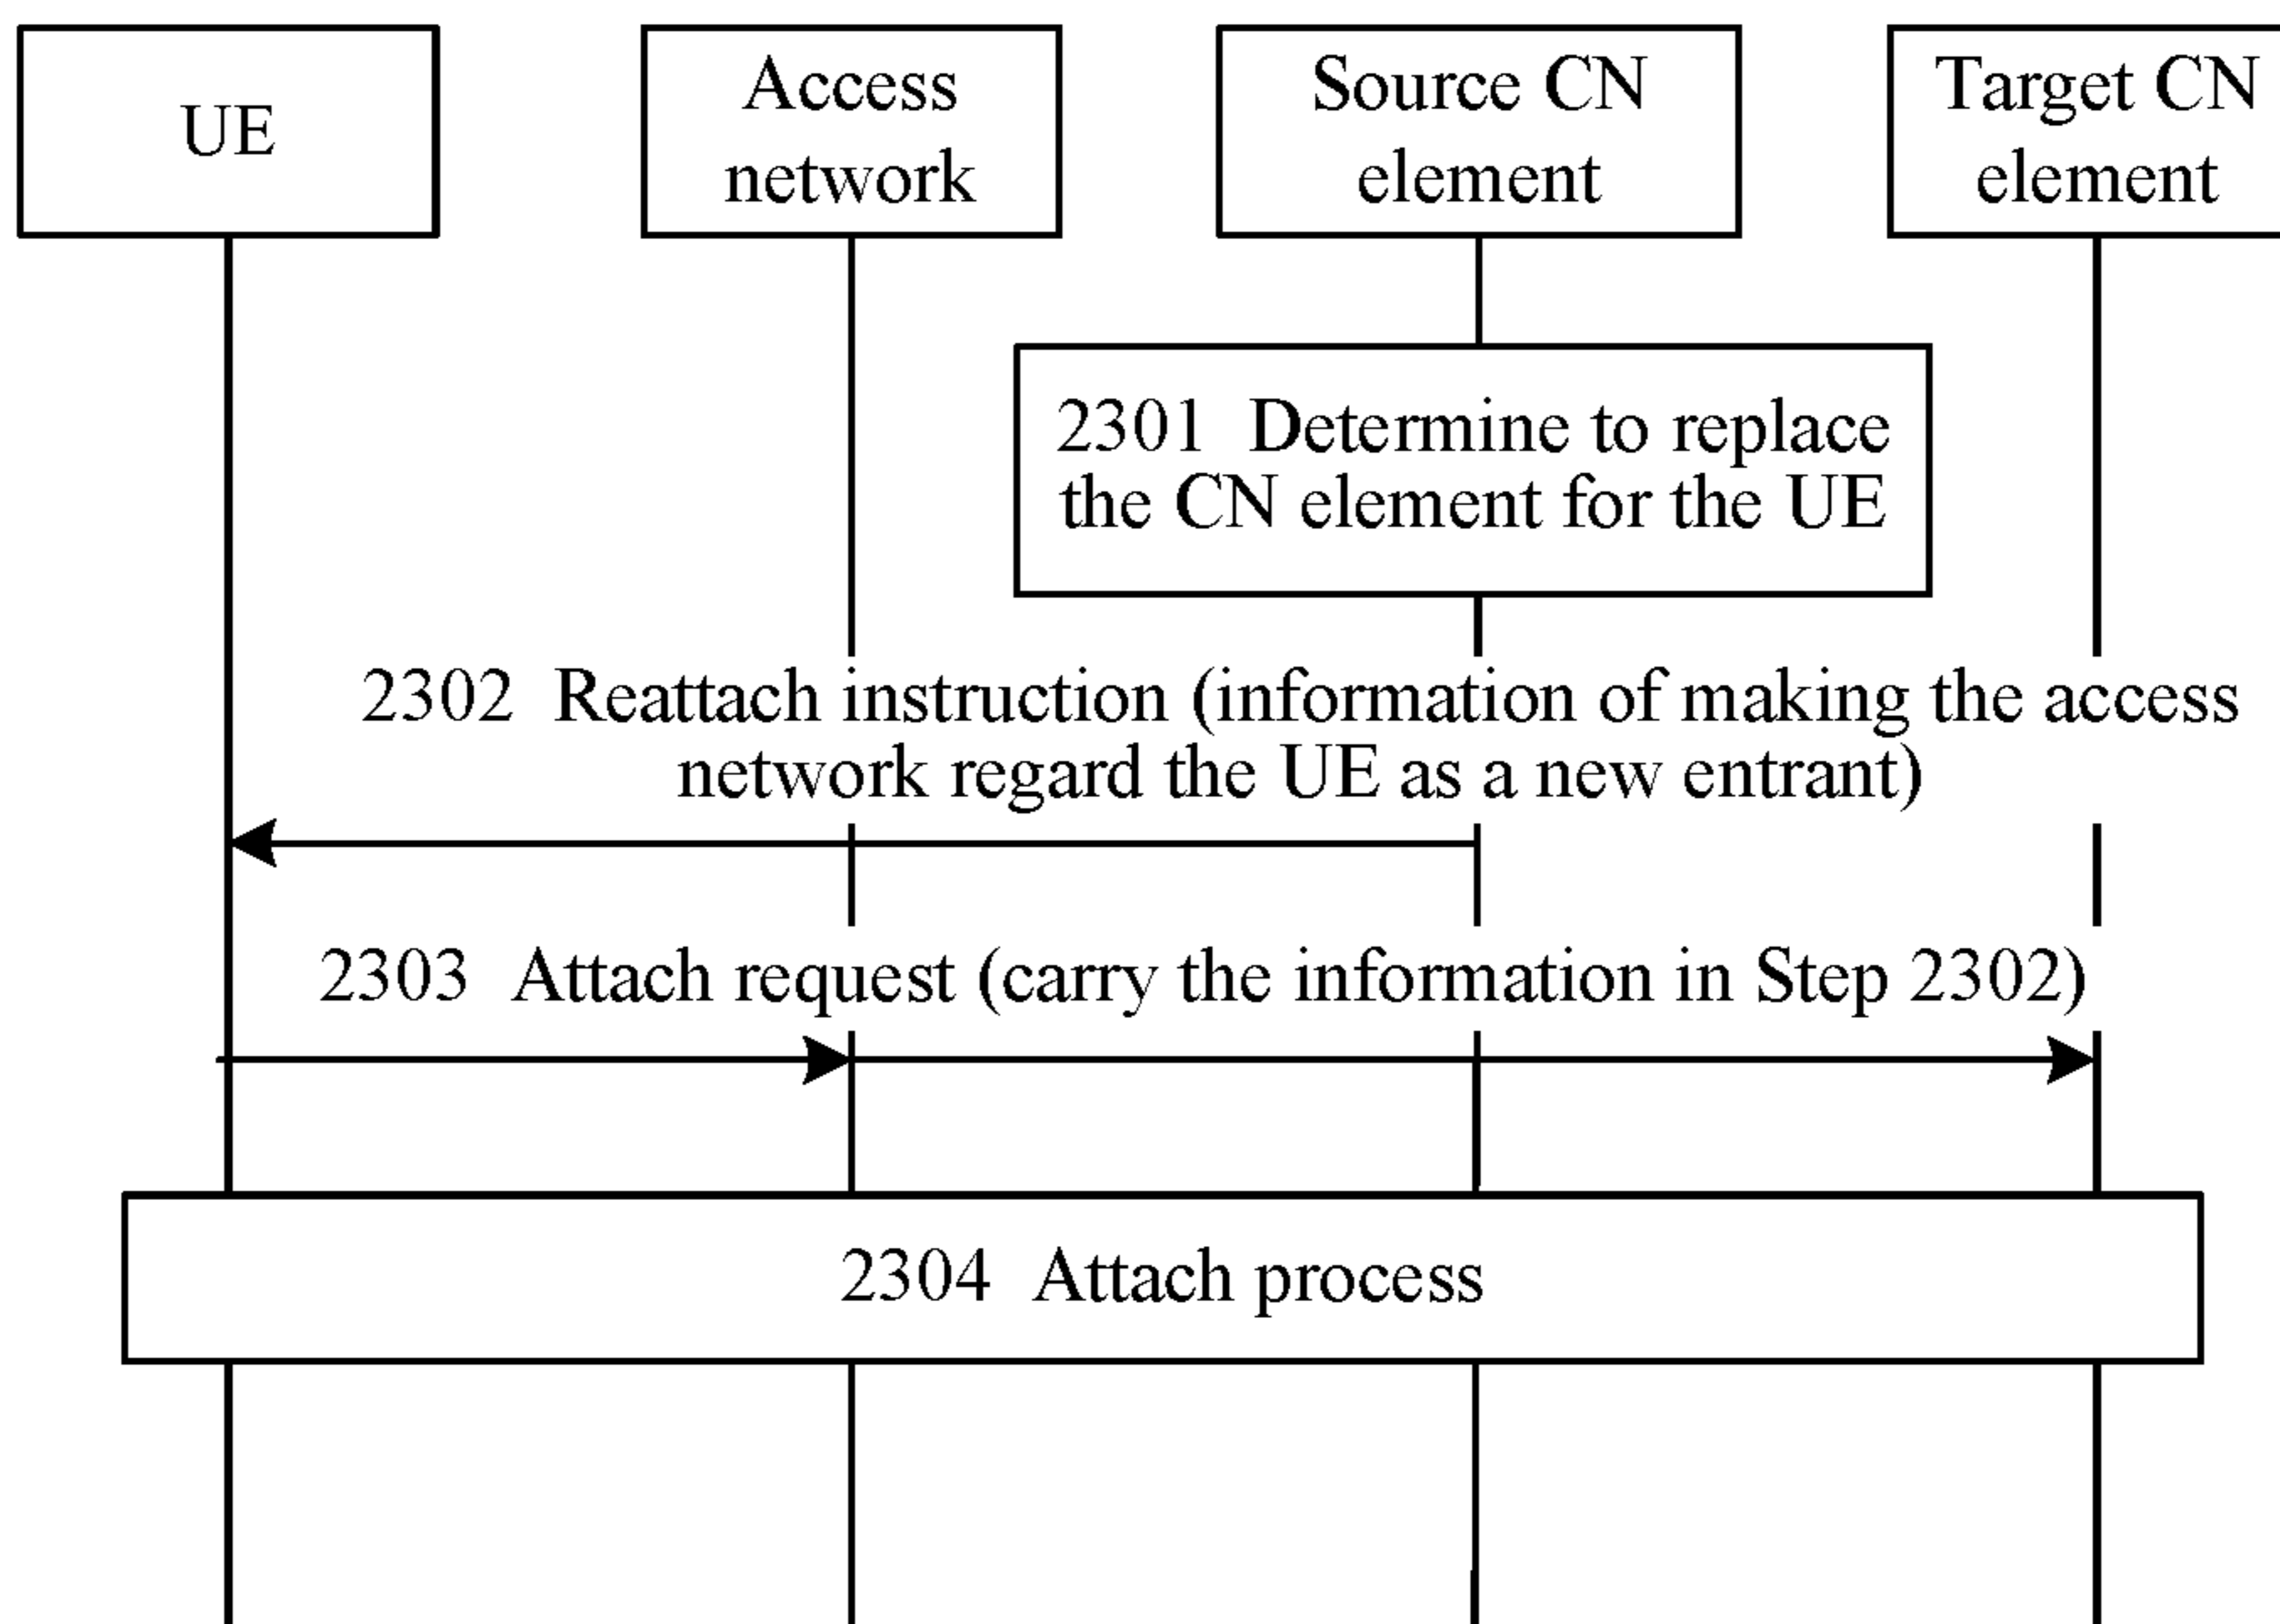 UE
Access
network
Source CN
element
Target CN
element
2301 Determine to replace
the CN element for the UE
2302 Reattach instruction (information of making the access
network regard the UE as a new entrant)
2303 Attach request (carry the information in Step 2302)
2304 Attach process